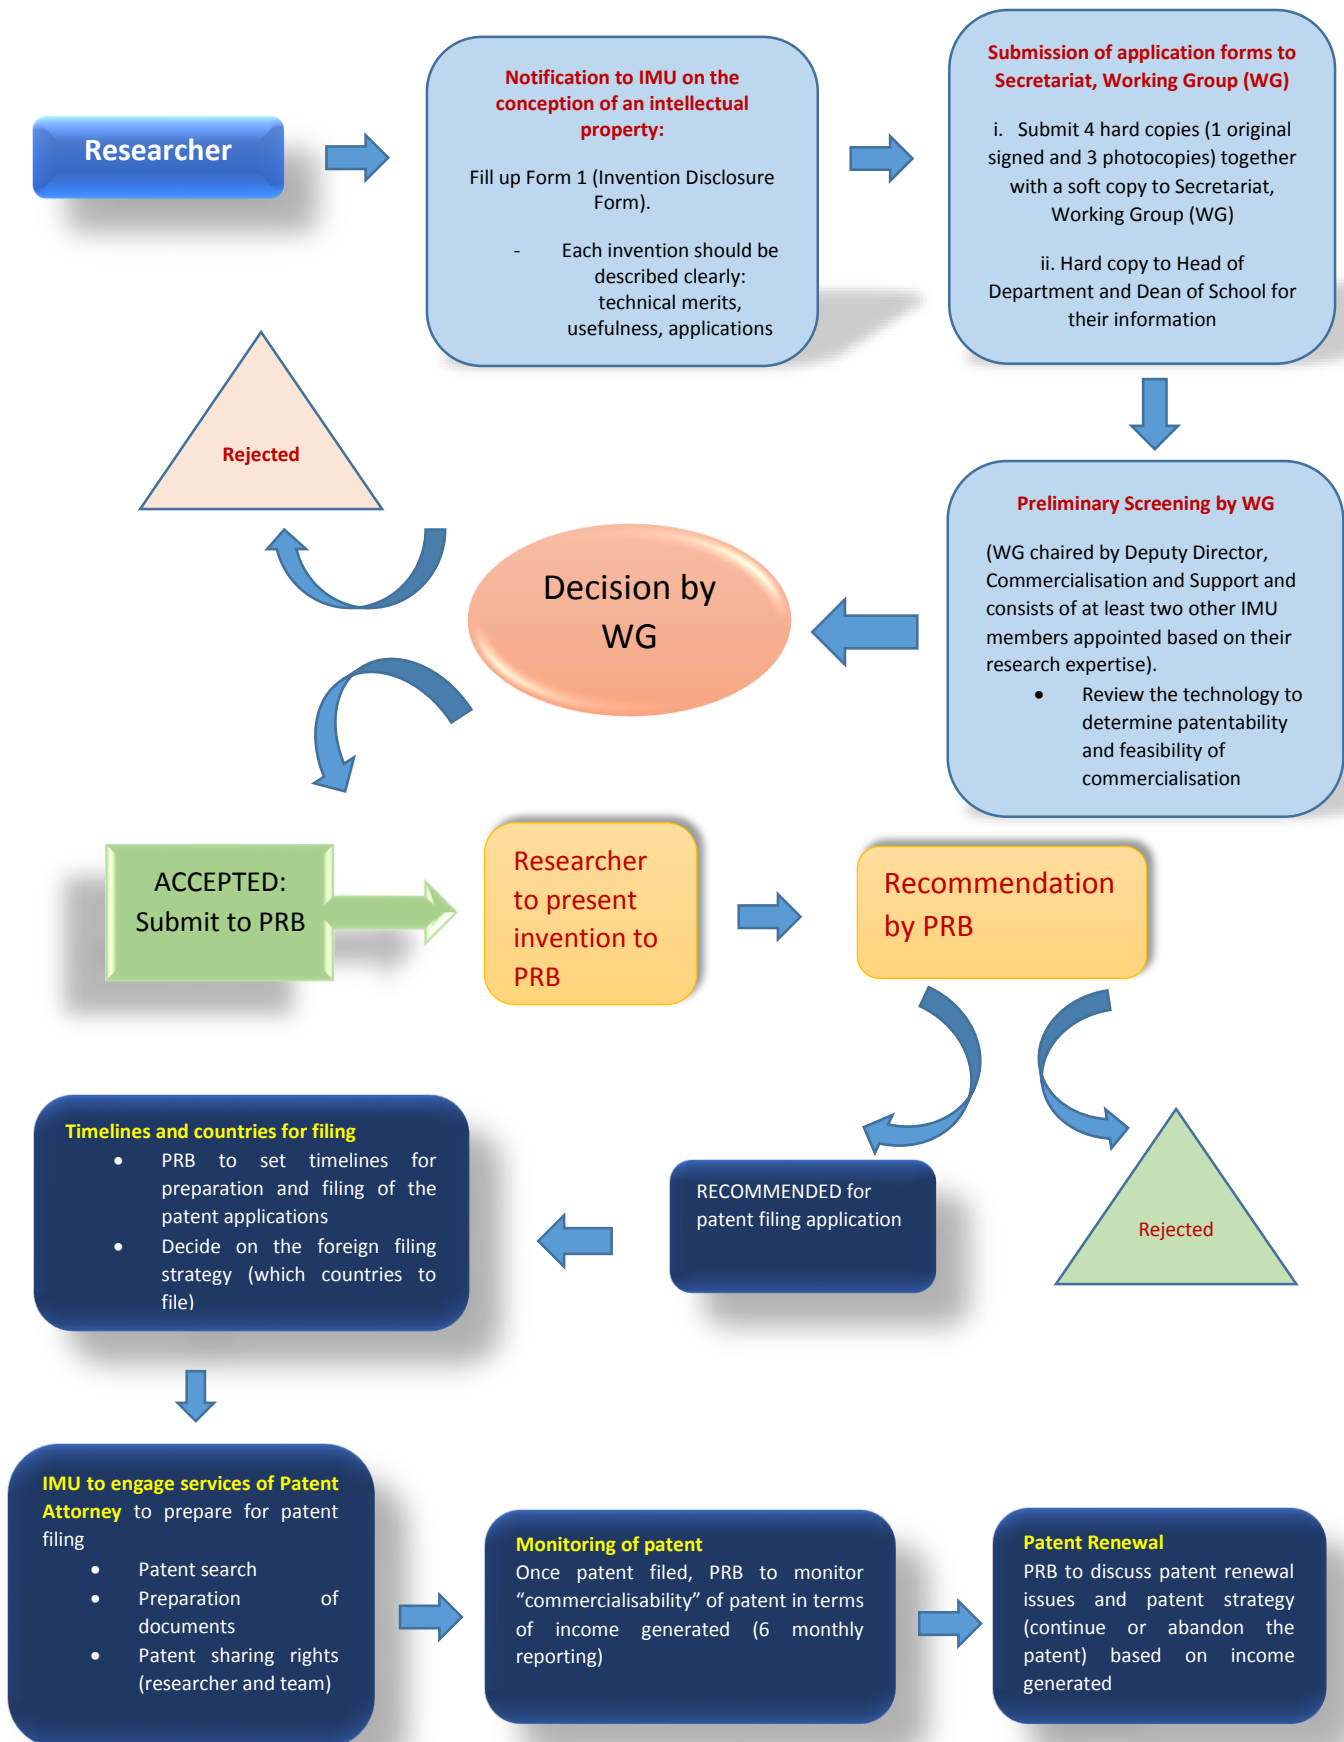 Researcher
Notification to IMU on the
conception of an intellectual
property:
Fill up Form 1 (Invention Disclosure
Form).
- Each invention should be
described clearly:
technical merits,
usefulness, applications
Submission of application forms to
Secretariat, Working Group (WG)
i. Submit 4 hard copies (1 original
signed and 3 photocopies) together
with a soft copy to Secretariat,
Working Group (WG)
ii. Hard copy to Head of
Department and Dean of School for
their information
Rejected
Decision by
WG
Preliminary Screening by WG
(WG chaired by Deputy Director,
Commercialisation and Support and
consists of at least two other IMU
members appointed based on their
research expertise).
• Review the technology to
determine patentability
and feasibility of
commercialisation
ACCEPTED:
Submit to PRB
Researcher
to present
invention to
PRB
Recommendation
by PRB
Timelines and countries for filing
• PRB to set timelines for
preparation and filing of the
patent applications
• Decide on the foreign filing
strategy (which countries to
file)
RECOMMENDED for
patent filing application
Rejected
IMU to engage services of Patent
Attorney to prepare for patent
filing
• Patent search
• Preparation of
documents
• Patent sharing rights
(researcher and team)
Monitoring of patent
Once patent filed, PRB to monitor
“commercialisability” of patent in terms
of income generated (6 monthly
reporting)
Patent Renewal
PRB to discuss patent renewal
issues and patent strategy
(continue or abandon the
patent) based on income
generated